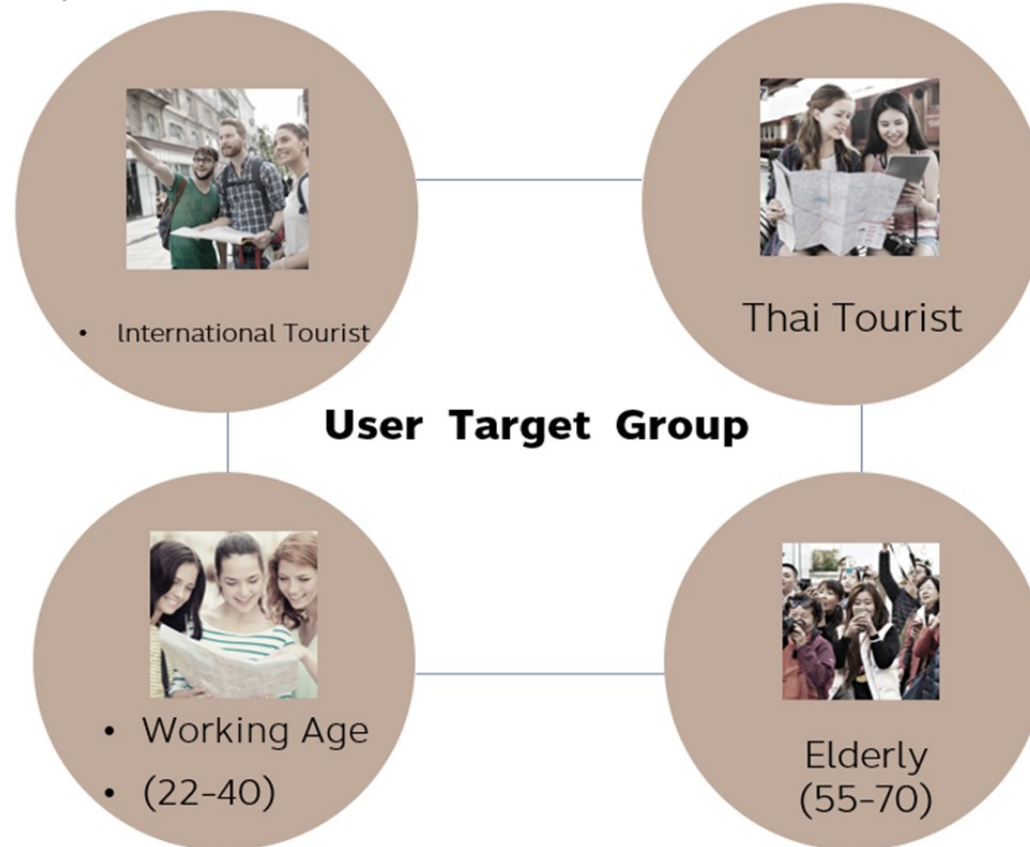 • International Tourist
Thai Tourist
User Target Group
• Working Age
• (22-40)
Elderly
(55-70)